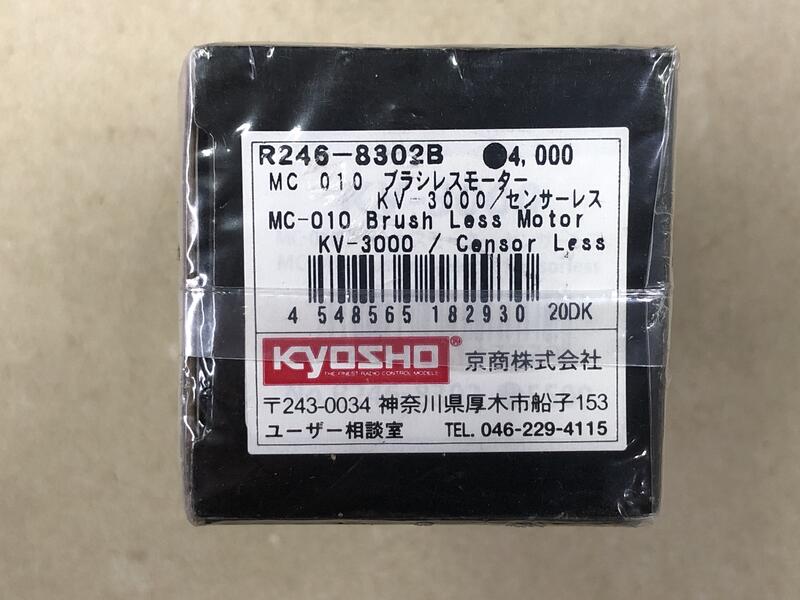 R246-8302B ●4,000
MC 010 ブラシレスモーター
KV-3000/センサーレス
MC-010 Brush Less Motor
KV-3000 / Censor Less
4 548565 182930 20DK
KYOSHO® 京商株式会社
THE FINEST RADIO CONTROL MODELS
〒243-0034 神奈川県厚木市船子153
ユーザー相談室 TEL. 046-229-4115